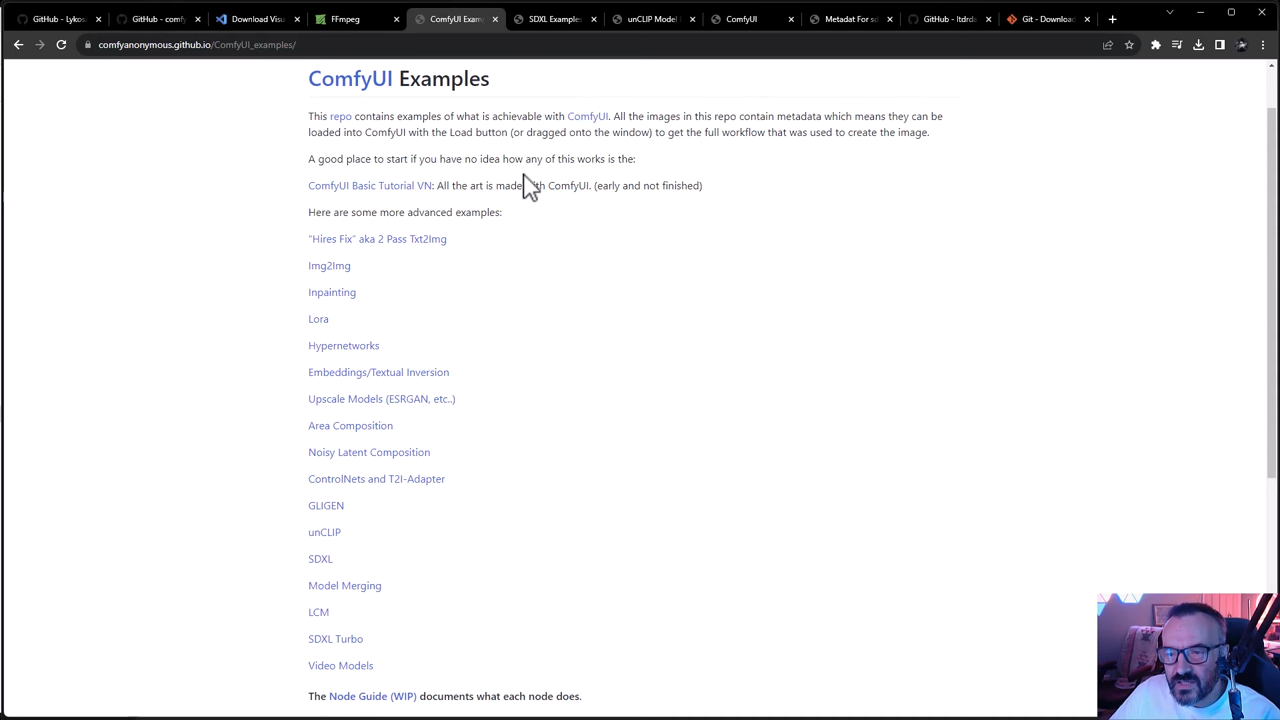 GitHub - Lykos
GitHub - comfy
Download Visu
FFmpeg
ComfyUI Exam
SDXL Examples
unCLIP Model
ComfyUI
Metadat For sd
GitHub - ltdrda
Git - Download
comfyanonymous.github.io/ComfyUI_examples/
ComfyUI Examples
This repo contains examples of what is achievable with ComfyUI. All the images in this repo contain metadata which means they can be
loaded into ComfyUI with the Load button (or dragged onto the window) to get the full workflow that was used to create the image.
A good place to start if you have no idea how any of this works is the:
ComfyUI Basic Tutorial VN: All the art is made with ComfyUI. (early and not finished)
Here are some more advanced examples:
"Hires Fix" aka 2 Pass Txt2Img
Img2Img
Inpainting
Lora
Hypernetworks
Embeddings/Textual Inversion
Upscale Models (ESRGAN, etc..)
Area Composition
Noisy Latent Composition
ControlNets and T2I-Adapter
GLIGEN
unCLIP
SDXL
Model Merging
LCM
SDXL Turbo
Video Models
The Node Guide (WIP) documents what each node does.